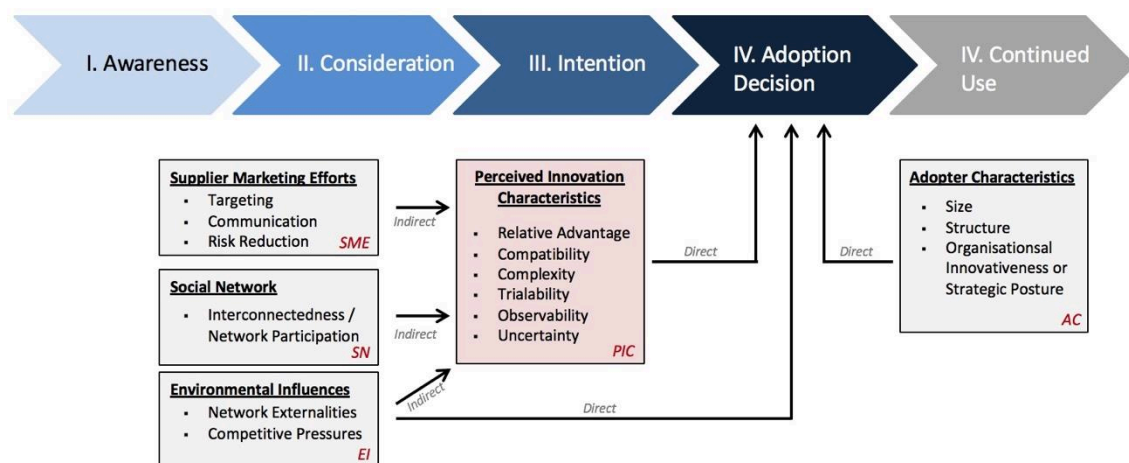 I. Awareness
II. Consideration
III. Intention
IV. Adoption
Decision
IV. Continued
Use
Supplier Marketing Efforts
▪ Targeting
▪ Communication
▪ Risk Reduction
SME
Indirect
Social Network
▪ Interconnectedness /
Network Participation
SN
Indirect
Environmental Influences
▪ Network Externalities
▪ Competitive Pressures
EI
Indirect
Direct
Perceived Innovation
Characteristics
▪ Relative Advantage
▪ Compatibility
▪ Complexity
▪ Trialability
▪ Observability
▪ Uncertainty
PIC
Direct
Direct
Adopter Characteristics
▪ Size
▪ Structure
▪ Organisationsal
Innovativeness or
Strategic Posture
AC